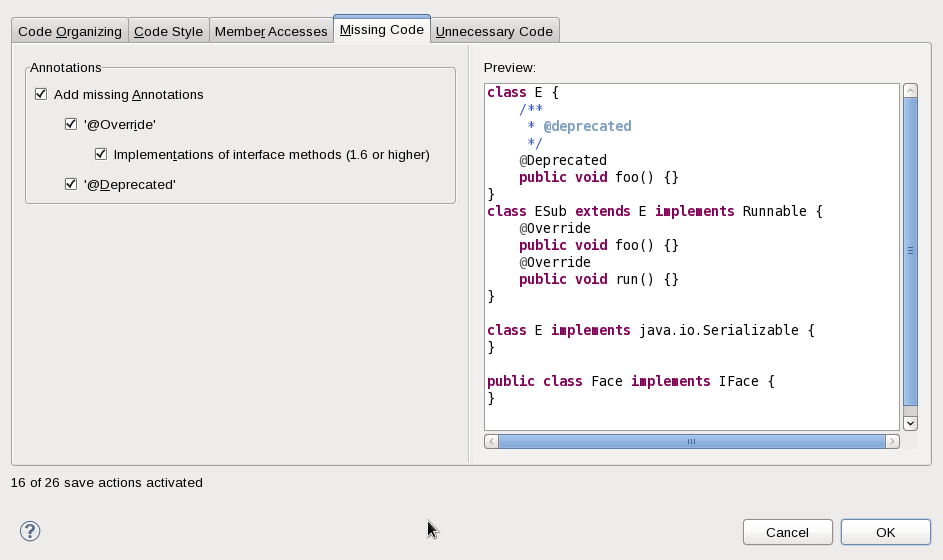 Code Organizing Code Style Member Accesses Missing Code Unnecessary Code
Annotations
Add missing Annotations
'@Override'
Implementations of interface methods (1.6 or higher)
'@Deprecated'
Preview:
class E {
    /**
     * @deprecated
     */
    @Deprecated
    public void foo() {}
}
class ESub extends E implements Runnable {
    @Override
    public void foo() {}
    @Override
    public void run() {}
}

class E implements java.io.Serializable {
}

public class Face implements IFace {
}
16 of 26 save actions activated
?
Cancel OK